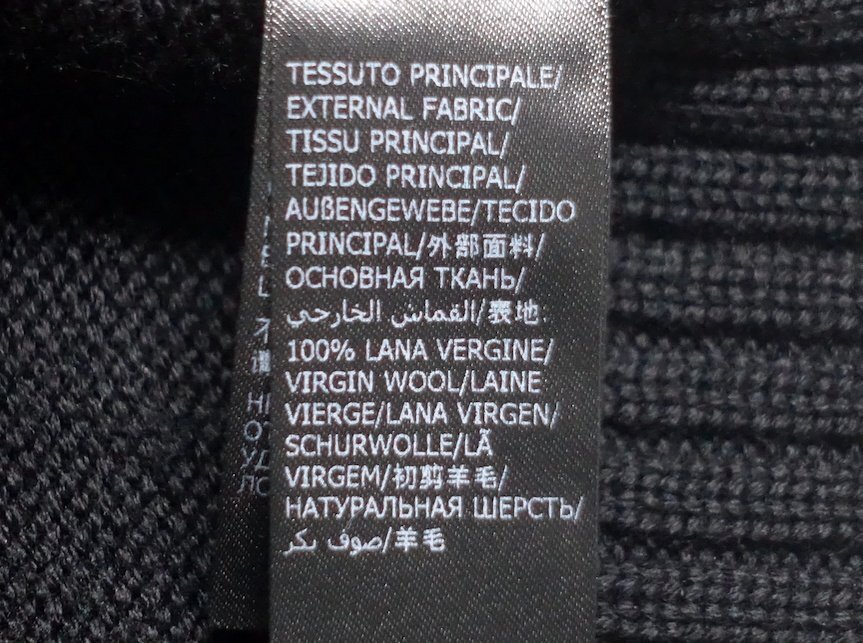 TESSUTO PRINCIPALE/
EXTERNAL FABRIC/
TISSU PRINCIPAL/
TEJIDO PRINCIPAL/
AUßENGEWEBE/TECIDO
PRINCIPAL/外部面料/
ОСНОВНАЯ ТКАНЬ/
القماش الخارجي/表地:
100% LANA VERGINE/
VIRGIN WOOL/LAINE
VIERGE/LANA VIRGEN/
SCHURWOLLE/LÃ
VIRGEM/初剪羊毛/
НАТУРАЛЬНАЯ ШЕРСТЬ/
صوف بكر/羊毛